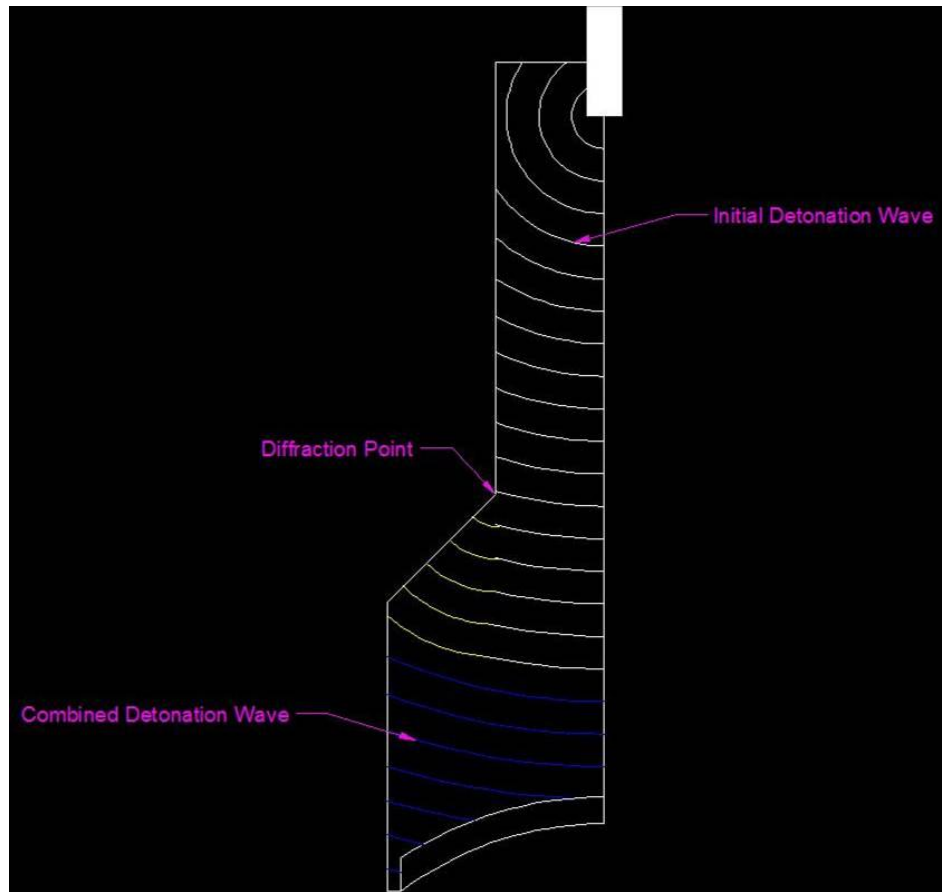 Initial Detonation Wave
Diffraction Point
Combined Detonation Wave